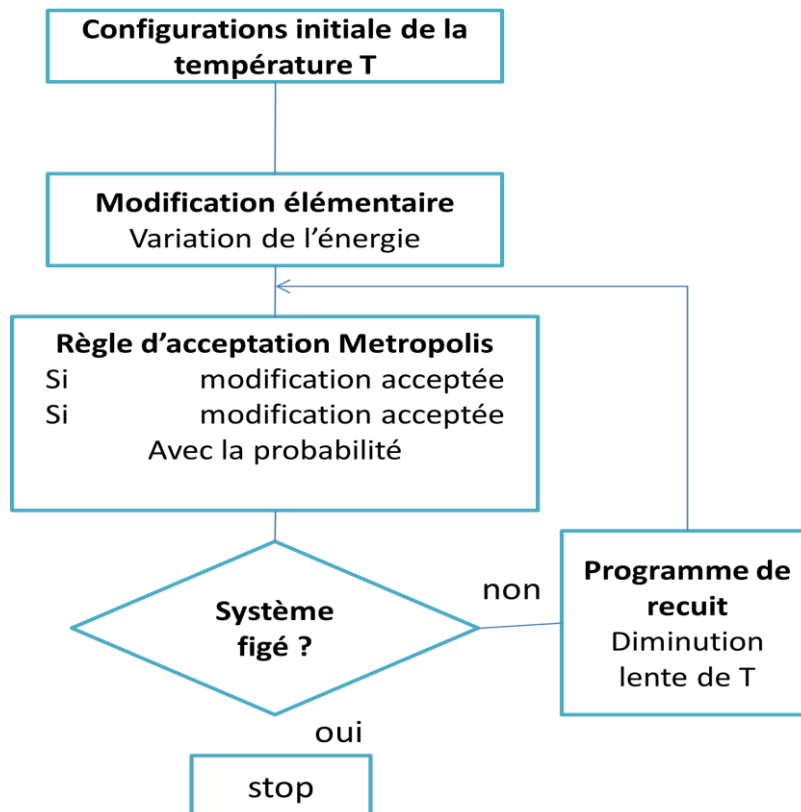 Configurations initiale de la
température T
Modification élémentaire
Variation de l’énergie
Règle d’acceptation Metropolis
Si modification acceptée
Si modification acceptée
Avec la probabilité
Système
figé ?
non
Programme de
recuit
Diminution
lente de T
oui
stop